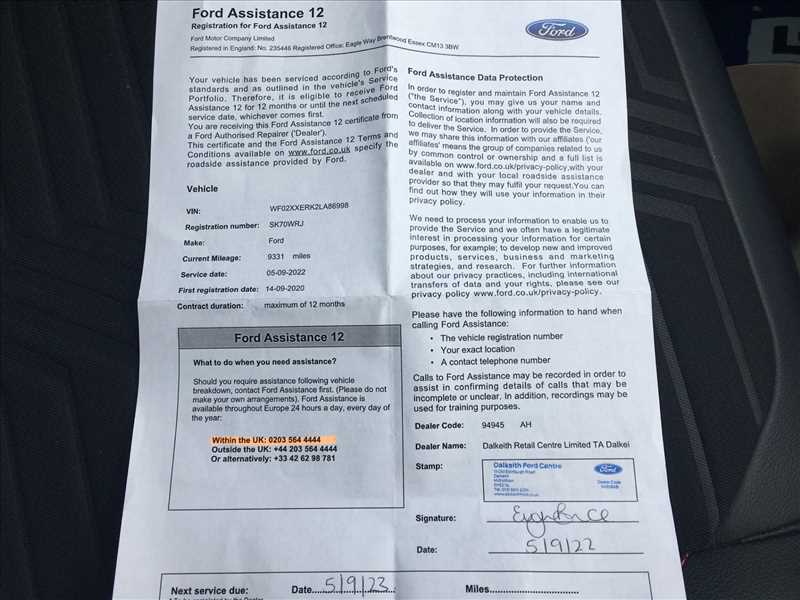 Ford Assistance 12
Registration for Ford Assistance 12
Ford Motor Company Limited
Registered in England: No. 235446 Registered Office: Eagle Way Brentwood Essex CM13 3BW
Ford
Your vehicle has been serviced according to Ford's
standards and as outlined in the vehicle's Service
Portfolio. Therefore, it is eligible to receive Ford
Assistance 12 for 12 months or until the next scheduled
service date, whichever comes first.
You are receiving this Ford Assistance 12 certificate from
a Ford Authorised Repairer ('Dealer').
This certificate and the Ford Assistance 12 Terms and
Conditions available on www.ford.co.uk specify the
roadside assistance provided by Ford.
Vehicle
VIN: WF02XXERK2LA86998
Registration number: SK70WRJ
Make: Ford
Current Mileage: 9331 miles
Service date: 05-09-2022
First registration date: 14-09-2020
Contract duration: maximum of 12 months
Ford Assistance 12
What to do when you need assistance?
Should you require assistance following vehicle
breakdown, contact Ford Assistance first. (Please do not
make your own arrangements). Ford Assistance is
available throughout Europe 24 hours a day, every day of
the year:
Within the UK: 0203 564 4444
Outside the UK: +44 203 564 4444
Or alternatively: +33 42 62 98 781
Ford Assistance Data Protection
In order to register and maintain Ford Assistance 12
("the Service"), you may give us your name and
contact information along with your vehicle details.
Collection of location information will also be required
to deliver the Service. In order to provide the Service,
we may share this information with our affiliates ('our
affiliates' means the group of companies related to us
by common control or ownership and a full list is
available on www.ford.co.uk/privacy-policy,with your
dealer and with your local roadside assistance
provider so that they may fulfil your request.You can
find out how they will use your information in their
privacy policy.
We need to process your information to enable us to
provide the Service and we often have a legitimate
interest in processing your information for certain
purposes, for example; to develop new and improved
products, services, business and marketing
strategies, and research. For further information
about our privacy practices, including international
transfers of data and your rights, please see our
privacy policy www.ford.co.uk/privacy-policy.
Please have the following information to hand when
calling Ford Assistance:
• The vehicle registration number
• Your exact location
• A contact telephone number
Calls to Ford Assistance may be recorded in order to
assist in confirming details of calls that may be
incomplete or unclear. In addition, recordings may be
used for training purposes.
Dealer Code: 94945 AH
Dealer Name: Dalkeith Retail Centre Limited TA Dalkei
Stamp:
Dalkeith Ford Centre
Ford
Dealer Code
Signature:
Date: 5/9/22
Next service due: Date....5/9/23.... Miles................................